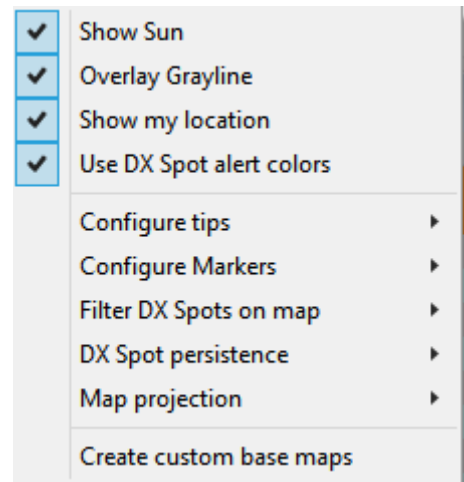 Show Sun
Overlay Grayline
Show my location
Use DX Spot alert colors
Configure tips
Configure Markers
Filter DX Spots on map
DX Spot persistence
Map projection
Create custom base maps